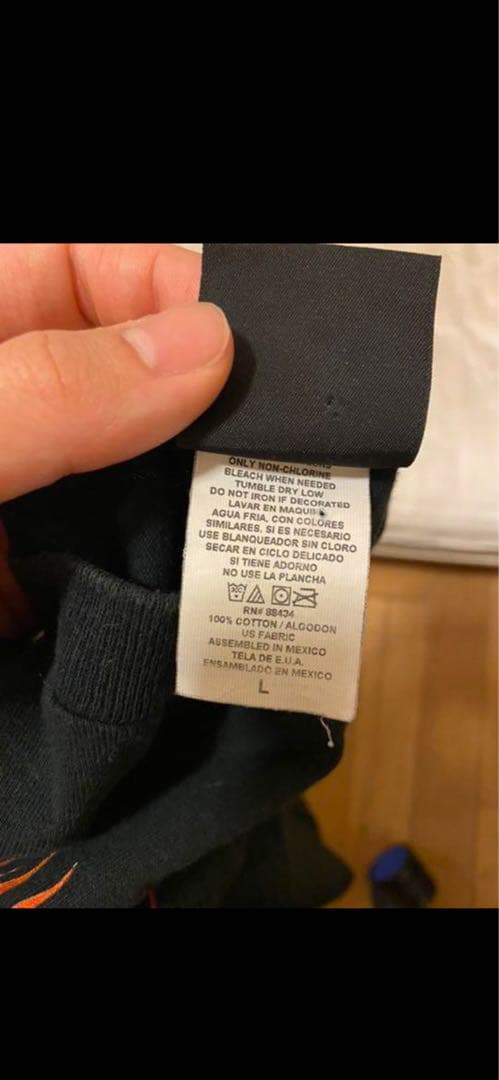 ONLY NON-CHLORINE
BLEACH WHEN NEEDED
TUMBLE DRY LOW
DO NOT IRON IF DECORATED
LAVAR EN MAQUINA
AGUA FRIA, CON COLORES
SIMILARES. SI ES NECESARIO
USE BLANQUEADOR SIN CLORO
SECAR EN CICLO DELICADO
SI TIENE ADORNO
NO USE LA PLANCHA
RN# 88434
100% COTTON / ALGODON
US FABRIC
ASSEMBLED IN MEXICO
TELA DE E.U.A.
ENSAMBLADO EN MEXICO
L